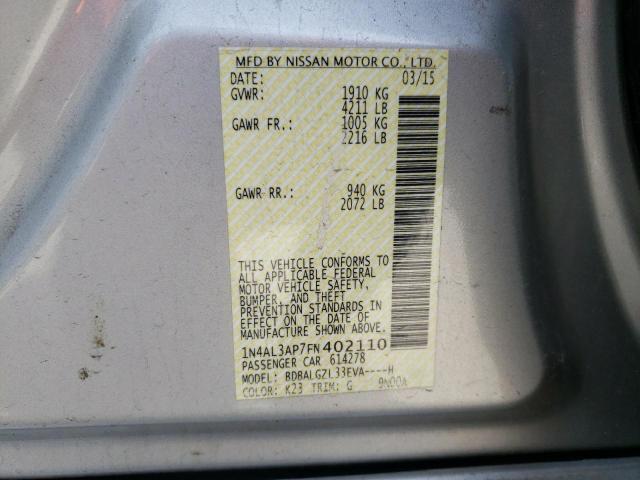 MFD BY NISSAN MOTOR CO., LTD.
DATE: 03/15
GVWR: 1910 KG
4211 LB
GAWR FR.: 1005 KG
2216 LB
GAWR RR.: 940 KG
2072 LB
THIS VEHICLE CONFORMS TO
ALL APPLICABLE FEDERAL
MOTOR VEHICLE SAFETY,
BUMPER, AND THEFT
PREVENTION STANDARDS IN
EFFECT ON THE DATE OF
MANUFACTURE SHOWN ABOVE.
1N4AL3AP7FN402110
PASSENGER CAR 614278
MODEL: BDBALGZL33EVA----H
COLOR: K23 TRIM: G 9N00A